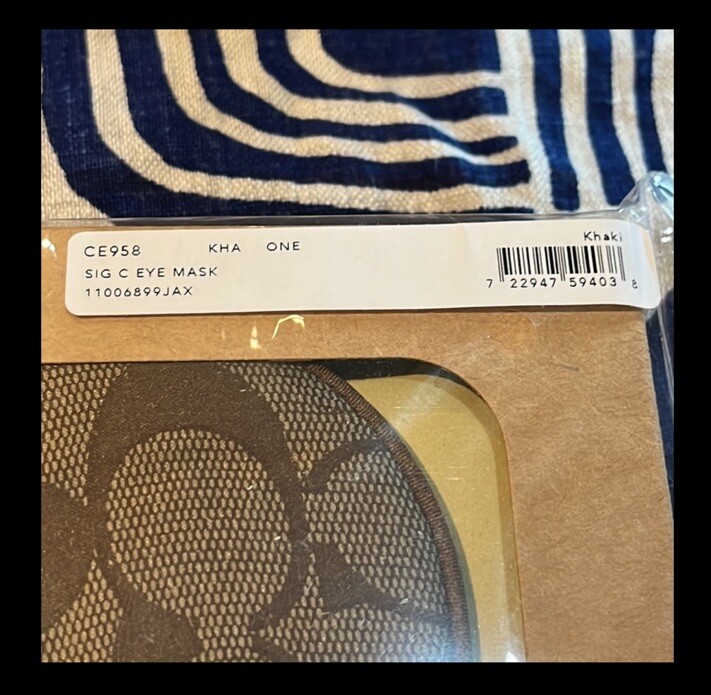 CE958 KHA ONE
SIG C EYE MASK
11006899JAX
Khaki
7 22947 59403 8